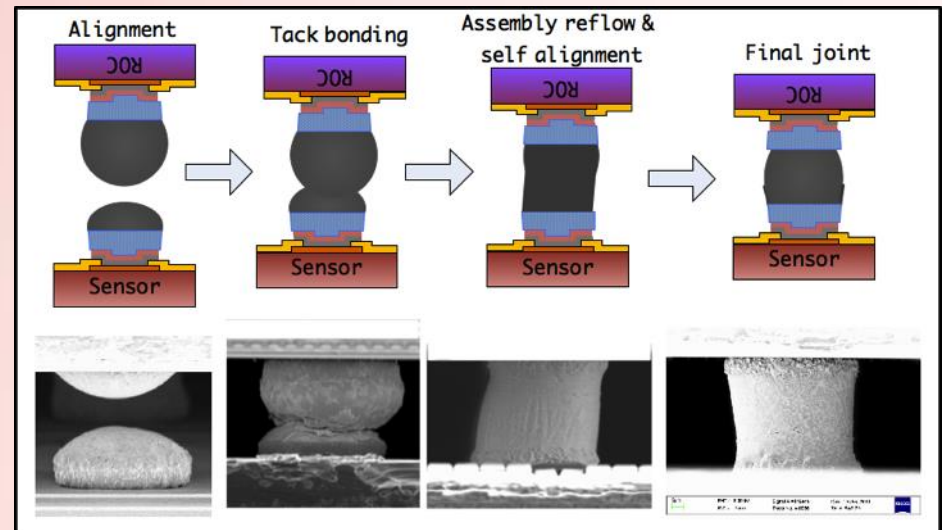 Alignment
Tack bonding
Assembly reflow &
self alignment
Final joint
ROC
ROC
ROC
ROC
Sensor
Sensor
Sensor
Sensor